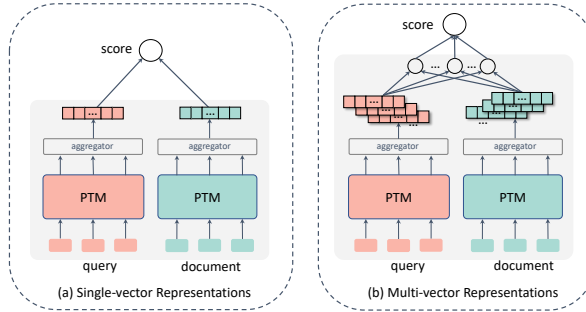 score
...
aggregator
aggregator
PTM
PTM
query
document
(a) Single-vector Representations
score
...
...
...
...
aggregator
aggregator
PTM
PTM
query
document
(b) Multi-vector Representations